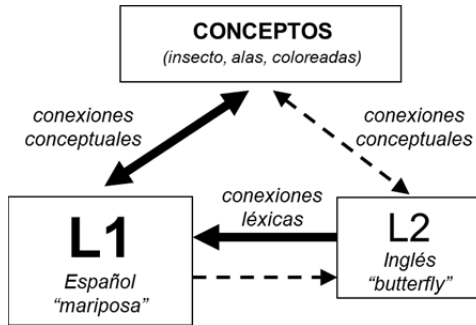 CONCEPTOS
(insecto, alas, coloreadas)
conexiones
conceptuales
conexiones
conceptuales
conexiones
léxicas
L1
Español
“mariposa”
L2
Inglés
“butterfly”